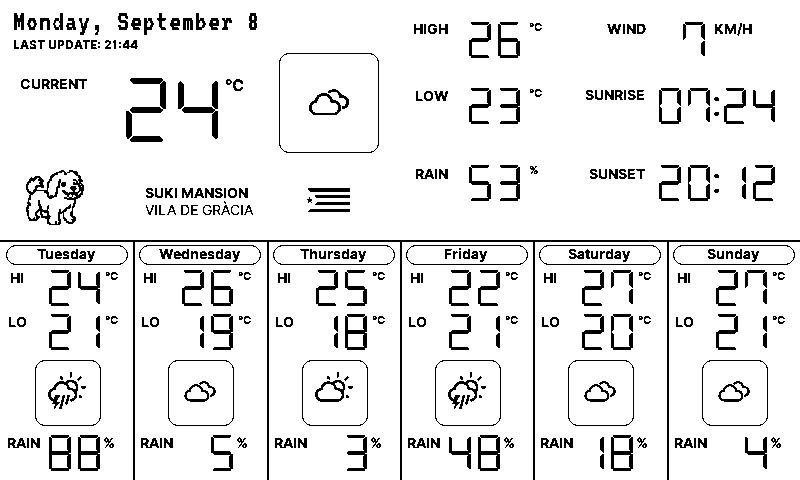 Monday, September 8
LAST UPDATE: 21:44
CURRENT 24 °C
SUKI MANSION
VILA DE GRÀCIA
HIGH 26 °C
WIND 7 KM/H
LOW 23 °C
SUNRISE 07:24
RAIN 53 %
SUNSET 20:12
Tuesday
HI 24 °C
LO 21 °C
RAIN 88 %
Wednesday
HI 26 °C
LO 19 °C
RAIN 5 %
Thursday
HI 25 °C
LO 18 °C
RAIN 3 %
Friday
HI 22 °C
LO 21 °C
RAIN 48 %
Saturday
HI 27 °C
LO 20 °C
RAIN 18 %
Sunday
HI 27 °C
LO 21 °C
RAIN 4 %